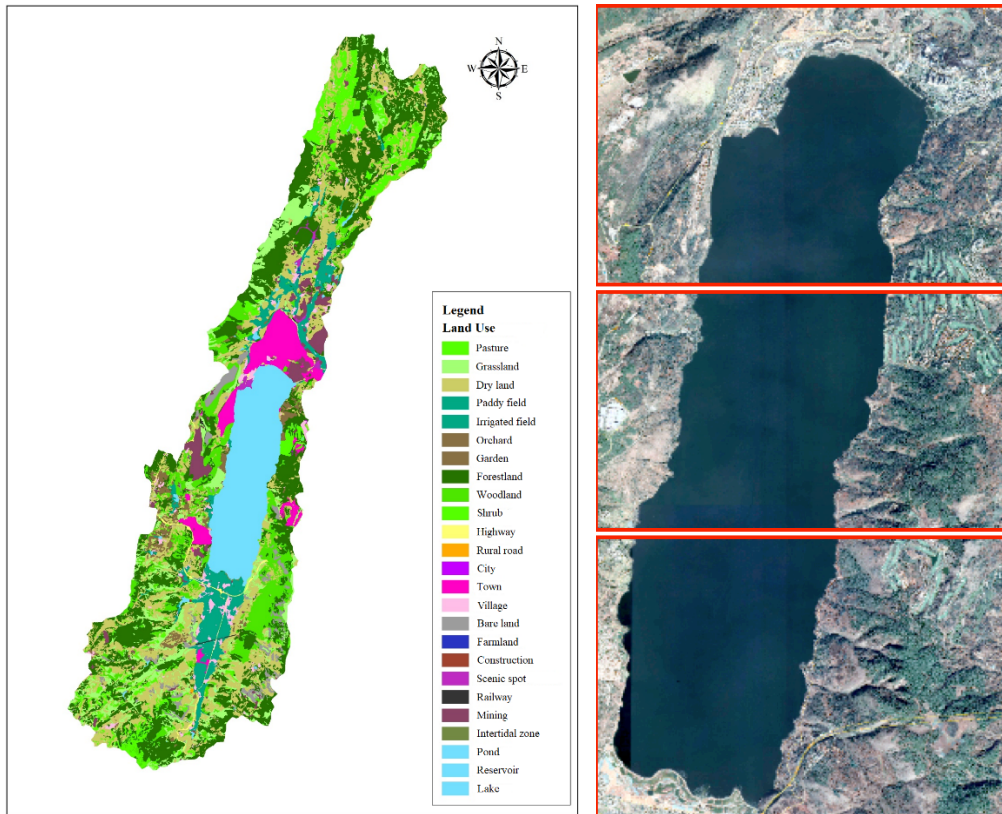 N
W E
S
Legend
Land Use
Pasture
Grassland
Dry land
Paddy field
Irrigated field
Orchard
Garden
Forestland
Woodland
Shrub
Highway
Rural road
City
Town
Village
Bare land
Farmland
Construction
Scenic spot
Railway
Mining
Intertidal zone
Pond
Reservoir
Lake